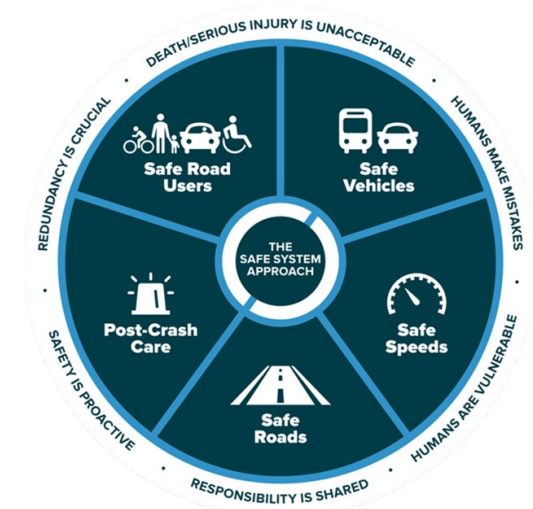 DEATH/SERIOUS INJURY IS UNACCEPTABLE
HUMANS MAKE MISTAKES
HUMANS ARE VULNERABLE
RESPONSIBILITY IS SHARED
SAFETY IS PROACTIVE
REDUNDANCY IS CRUCIAL
Safe Road
Users
Safe
Vehicles
Safe
Speeds
Safe
Roads
Post-Crash
Care
THE
SAFE SYSTEM
APPROACH